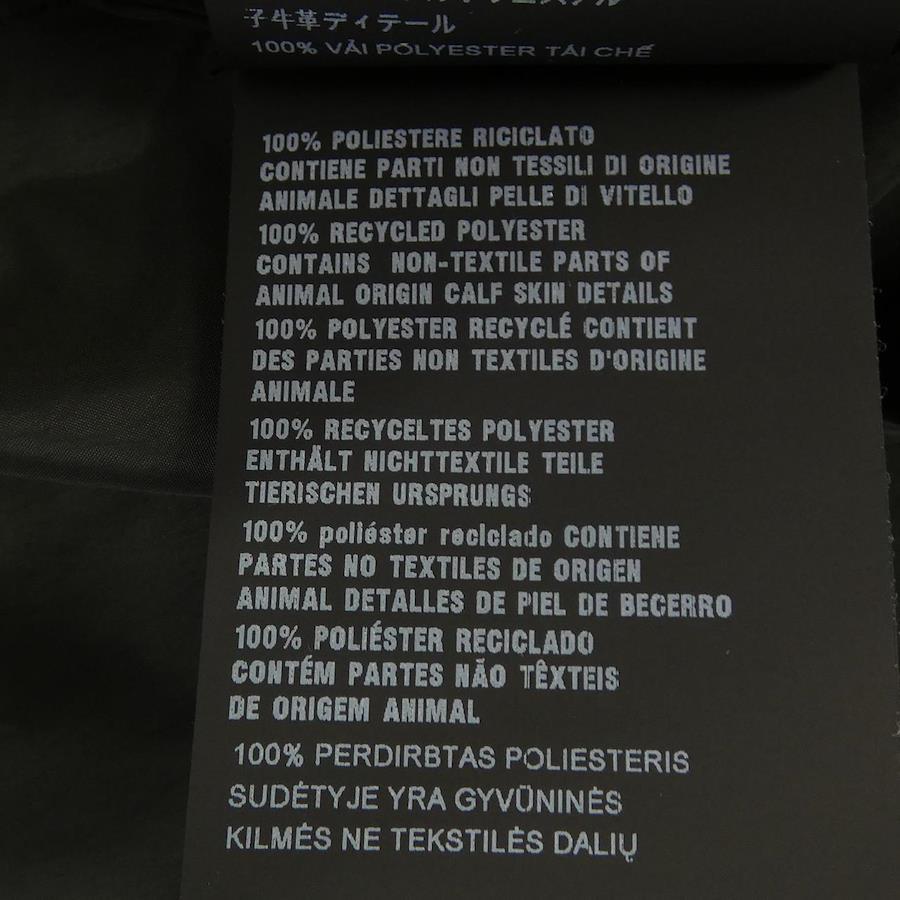 子牛革ディテール
100% VẢI POLYESTER TÁI CHẾ
100% POLIESTERE RICICLATO
CONTIENE PARTI NON TESSILI DI ORIGINE
ANIMALE DETTAGLI PELLE DI VITELLO
100% RECYCLED POLYESTER
CONTAINS NON-TEXTILE PARTS OF
ANIMAL ORIGIN CALF SKIN DETAILS
100% POLYESTER RECYCLÉ CONTIENT
DES PARTIES NON TEXTILES D'ORIGINE
ANIMALE
100% RECYCELTES POLYESTER
ENTHÄLT NICHTTEXTILE TEILE
TIERISCHEN URSPRUNGS
100% poliéster reciclado CONTIENE
PARTES NO TEXTILES DE ORIGEN
ANIMAL DETALLES DE PIEL DE BECERRO
100% POLIÉSTER RECICLADO
CONTÉM PARTES NÃO TÊXTEIS
DE ORIGEM ANIMAL
100% PERDIRBTAS POLIESTERIS
SUDĖTYJE YRA GYVŪNINĖS
KILMĖS NE TEKSTILĖS DALIŲ